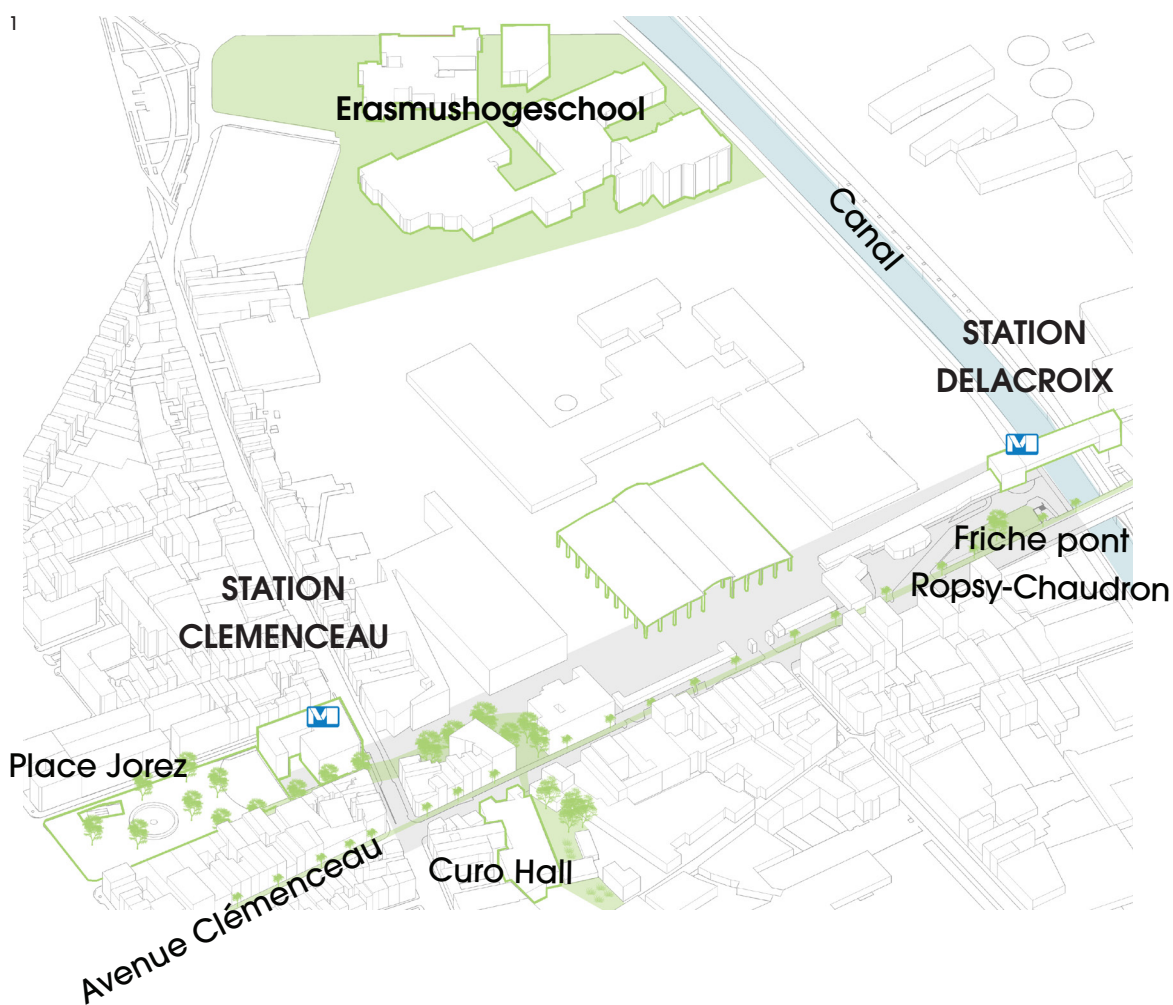 1
Erasmushogeschool
Canal
STATION
DELACROIX
M
Friche pont
Ropsy-Chaudron
STATION
CLEMENCEAU
M
Place Jorez
Curo Hall
Avenue Clémenceau